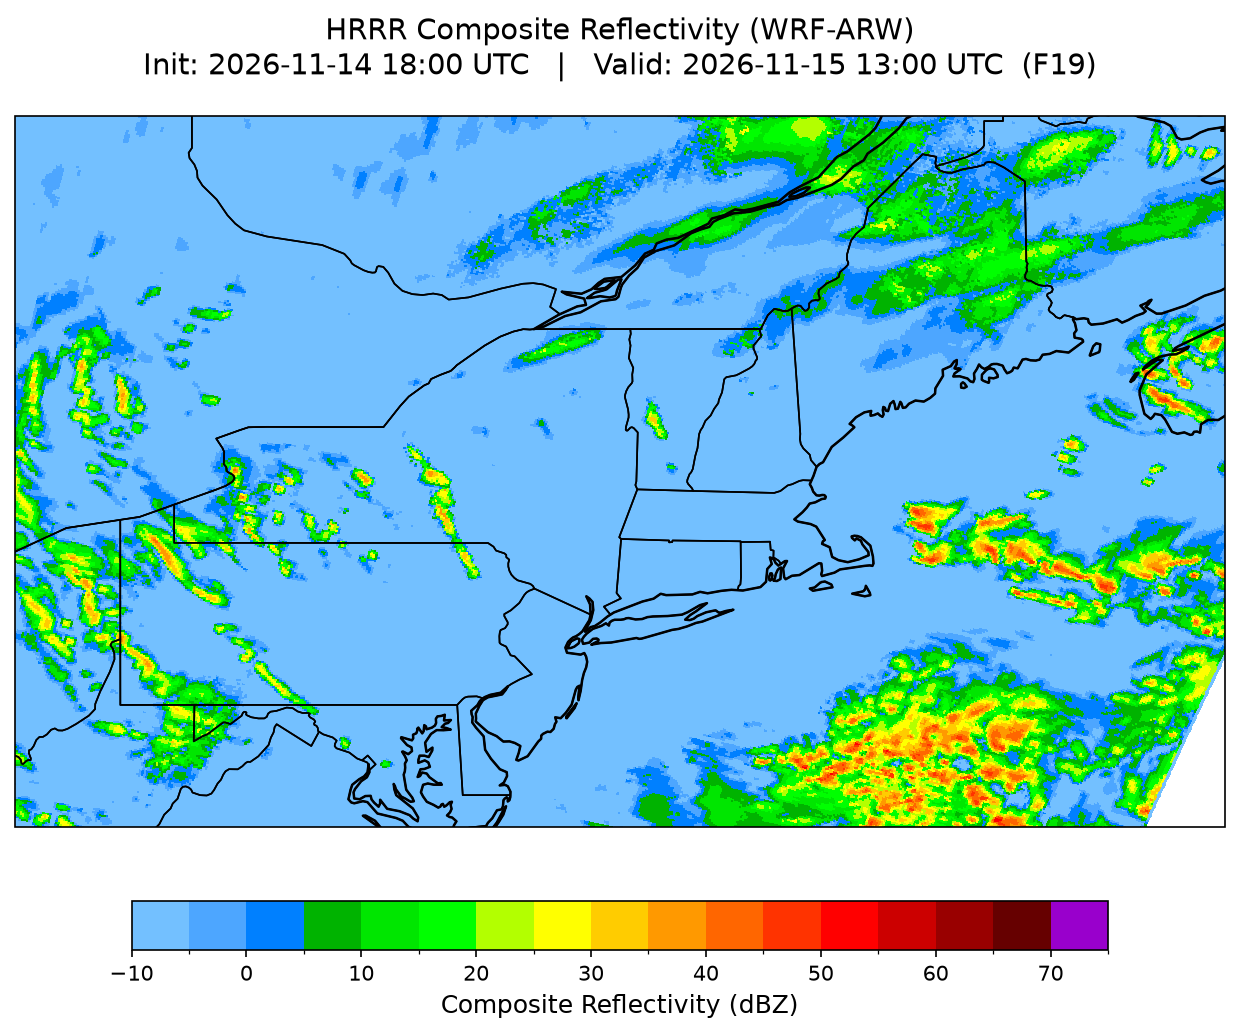 HRRR Composite Reflectivity (WRF-ARW)
Init: 2026-11-14 18:00 UTC   |   Valid: 2026-11-15 13:00 UTC  (F19)
−10 0 10 20 30 40 50 60 70
Composite Reflectivity (dBZ)